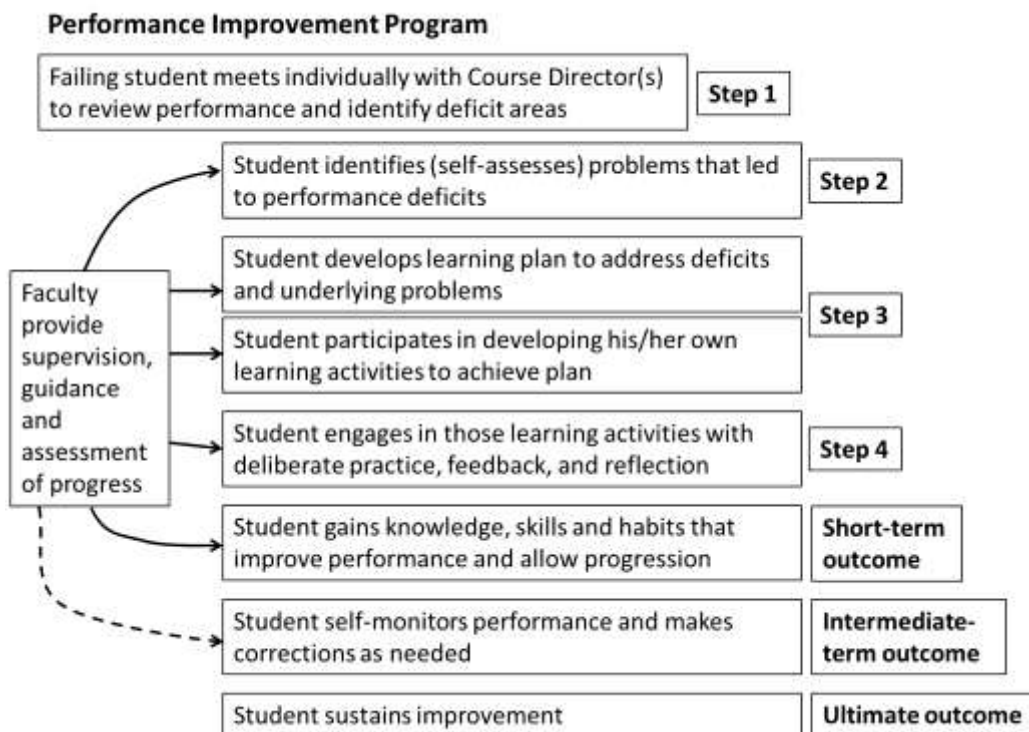 Performance Improvement Program
Failing student meets individually with Course Director(s)
to review performance and identify deficit areas
Step 1
Student identifies (self-assesses) problems that led
to performance deficits
Step 2
Faculty
provide
supervision,
guidance
and
assessment
of progress
Student develops learning plan to address deficits
and underlying problems
Student participates in developing his/her own
learning activities to achieve plan
Step 3
Student engages in those learning activities with
deliberate practice, feedback, and reflection
Step 4
Student gains knowledge, skills and habits that
improve performance and allow progression
Short-term
outcome
Student self-monitors performance and makes
corrections as needed
Intermediate-
term outcome
Student sustains improvement
Ultimate outcome